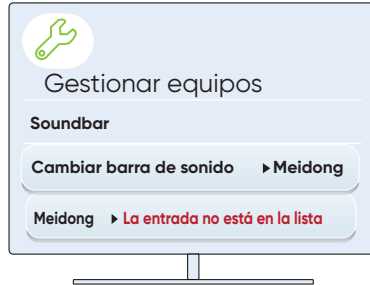 Gestionar equipos
Soundbar
Cambiar barra de sonido ▸ Meidong
Meidong ▸ La entrada no está en la lista